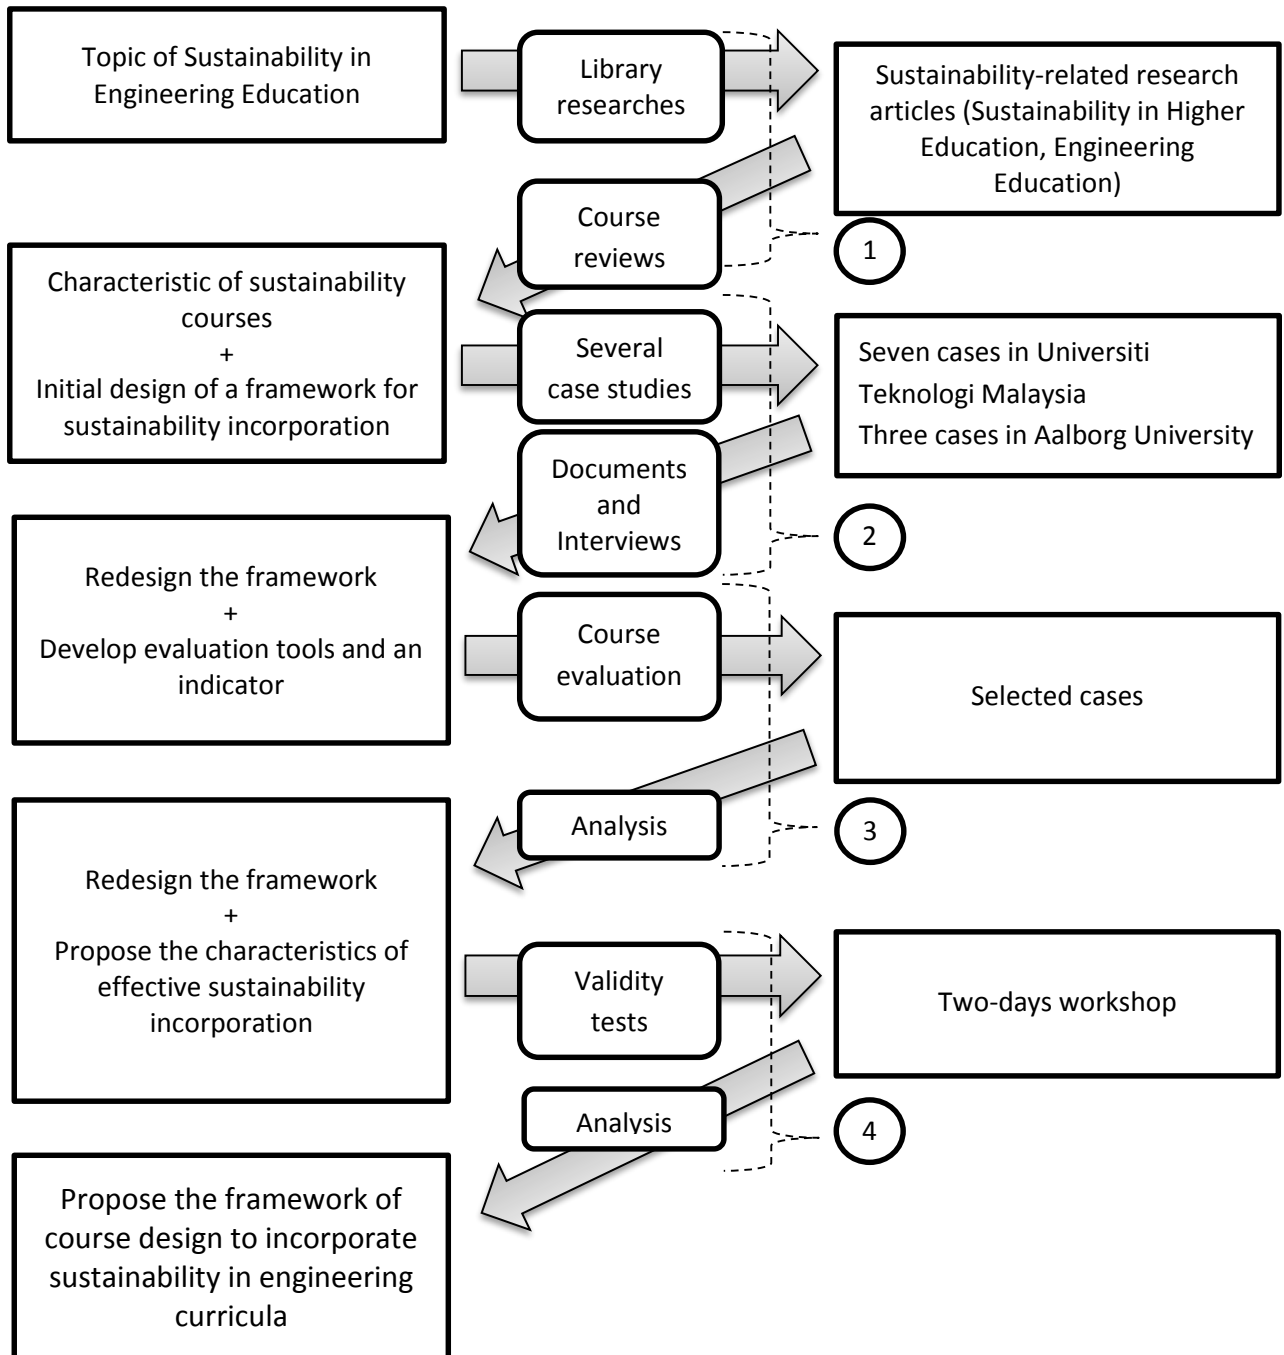 Topic of Sustainability in
Engineering Education
Library
researches
Sustainability-related research
articles (Sustainability in Higher
Education, Engineering
Education)
Course
reviews
1
Characteristic of sustainability
courses
+
Initial design of a framework for
sustainability incorporation
Several
case studies
Seven cases in Universiti
Teknologi Malaysia
Three cases in Aalborg University
Documents
and
Interviews
2
Redesign the framework
+
Develop evaluation tools and an
indicator
Course
evaluation
Selected cases
Analysis
3
Redesign the framework
+
Propose the characteristics of
effective sustainability
incorporation
Validity
tests
Two-days workshop
Analysis
4
Propose the framework of
course design to incorporate
sustainability in engineering
curricula